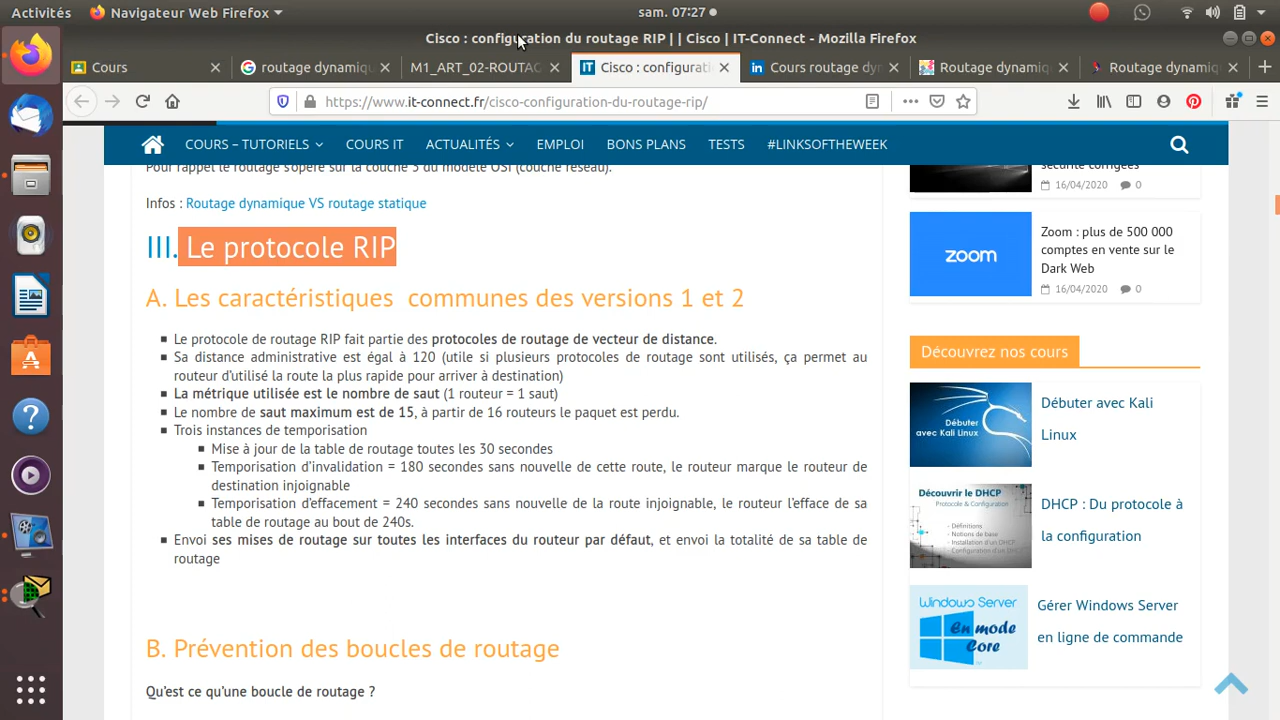 Activités
Navigateur Web Firefox
sam. 07:27
Cisco : configuration du routage RIP | | Cisco | IT-Connect - Mozilla Firefox
Cours
routage dynamiqu
M1_ART_02-ROUTAG
Cisco : configurati
Cours routage dy
Routage dynamiq
Routage dynamiq
https://www.it-connect.fr/cisco-configuration-du-routage-rip/
COURS – TUTORIELS
COURS IT
ACTUALITÉS
EMPLOI
BONS PLANS
TESTS
#LINKSOFTHEWEEK
Pour rappel le routage s'opère sur la couche 3 du modèle OSI (couche réseau).
Infos : Routage dynamique VS routage statique
III. Le protocole RIP
A. Les caractéristiques communes des versions 1 et 2
Le protocole de routage RIP fait partie des protocoles de routage de vecteur de distance.
Sa distance administrative est égal à 120 (utile si plusieurs protocoles de routage sont utilisés, ça permet au
routeur d'utilisé la route la plus rapide pour arriver à destination)
La métrique utilisée est le nombre de saut (1 routeur = 1 saut)
Le nombre de saut maximum est de 15, à partir de 16 routeurs le paquet est perdu.
Trois instances de temporisation
Mise à jour de la table de routage toutes les 30 secondes
Temporisation d'invalidation = 180 secondes sans nouvelle de cette route, le routeur marque le routeur de
destination injoignable
Temporisation d'effacement = 240 secondes sans nouvelle de la route injoignable, le routeur l'efface de sa
table de routage au bout de 240s.
Envoi ses mises de routage sur toutes les interfaces du routeur par défaut, et envoi la totalité de sa table de
routage
B. Prévention des boucles de routage
Qu'est ce qu'une boucle de routage ?
sécurité corrigées
16/04/2020
0
zoom
Zoom : plus de 500 000
comptes en vente sur le
Dark Web
16/04/2020
0
Découvrez nos cours
Débuter
avec Kali Linux
Débuter avec Kali
Linux
Découvrir le DHCP
Protocole & Configuration
- Définitions
- Notions de base
- Installation d'un DHCP
- Configuration d'un DHCP
DHCP : Du protocole à
la configuration
Windows Server
En mode
Core
Gérer Windows Server
en ligne de commande